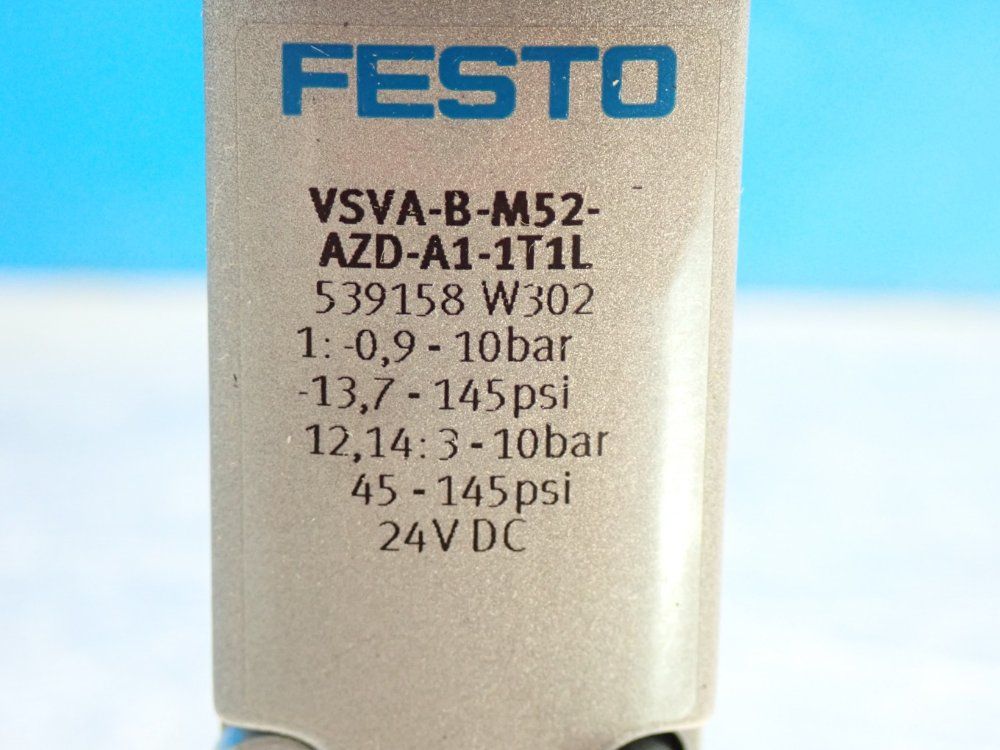 FESTO
VSVA-B-M52-
AZD-A1-1T1L
539158 W302
1: -0,9 - 10bar
-13,7 - 145psi
12,14: 3 - 10bar
45 - 145psi
24V DC